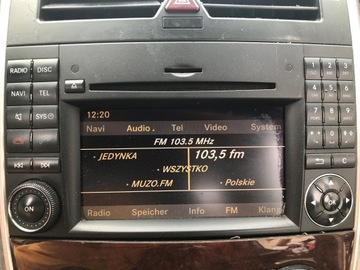 RADIO DISC
NAVI TEL
SYS
12:20
Navi Audio Tel Video System
FM 103.5 MHz
JEDYNKA 103,5 fm
WSZYSTKO
MUZO.FM Polskie
Radio Speicher Info FM Klang
ON
C
OK